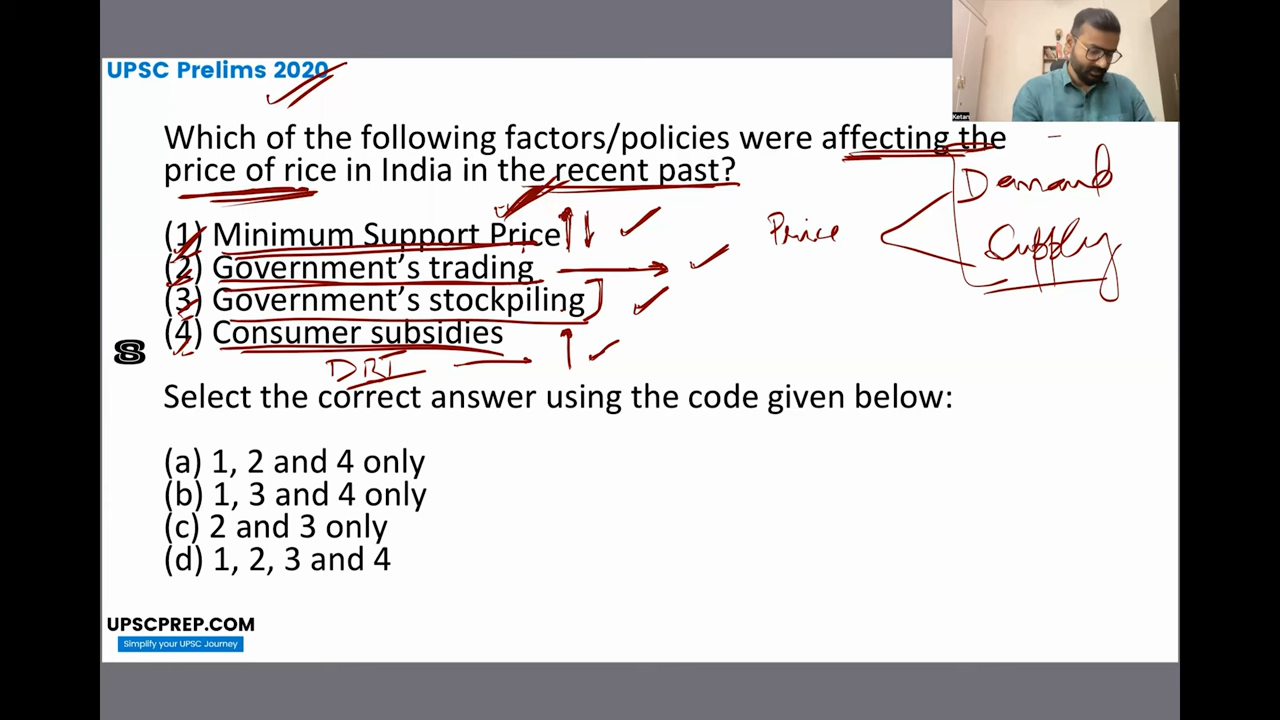 UPSC Prelims 2020
Ketan
Which of the following factors/policies were affecting the
price of rice in India in the recent past?
(1) Minimum Support Price
(2) Government's trading
(3) Government's stockpiling
(4) Consumer subsidies
Price
Demand
Supply
DBT
8
Select the correct answer using the code given below:
(a) 1, 2 and 4 only
(b) 1, 3 and 4 only
(c) 2 and 3 only
(d) 1, 2, 3 and 4
UPSCPREP.COM
Simplify your UPSC Journey